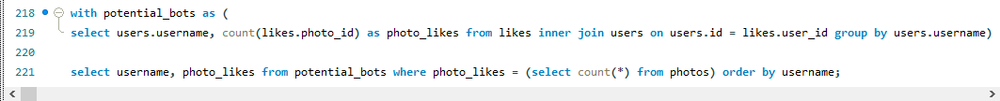 218 with potential_bots as (
219 select users.username, count(likes.photo_id) as photo_likes from likes inner join users on users.id = likes.user_id group by users.username)
220
221 select username, photo_likes from potential_bots where photo_likes = (select count(*) from photos) order by username;